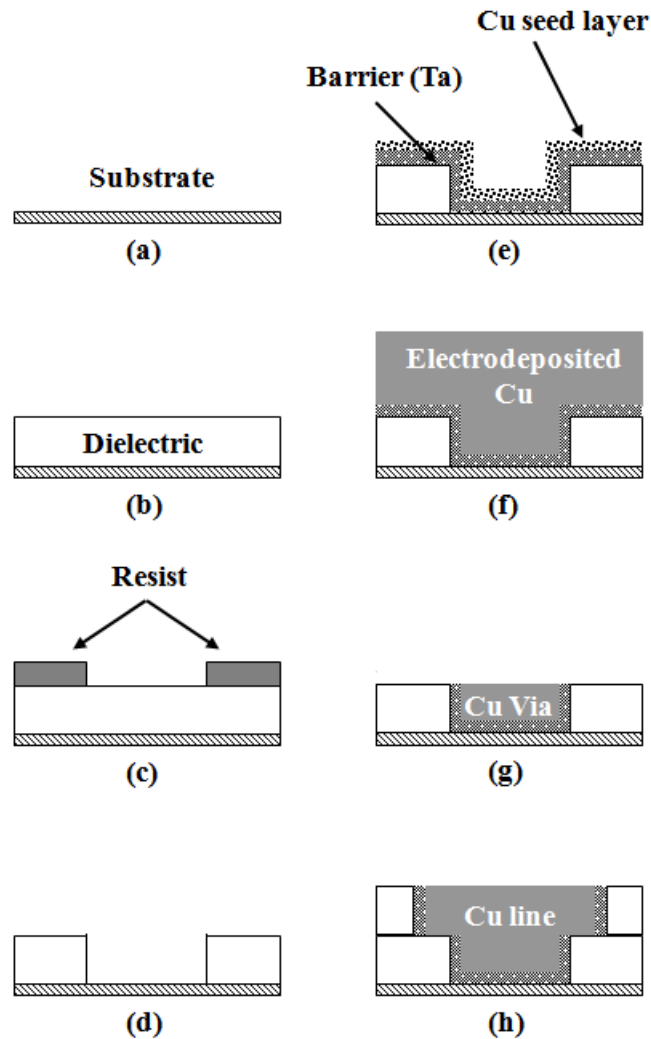 Substrate
(a)
Dielectric
(b)
Resist
(c)
(d)
Cu seed layer
Barrier (Ta)
(e)
Electrodeposited
Cu
(f)
Cu Via
(g)
Cu line
(h)